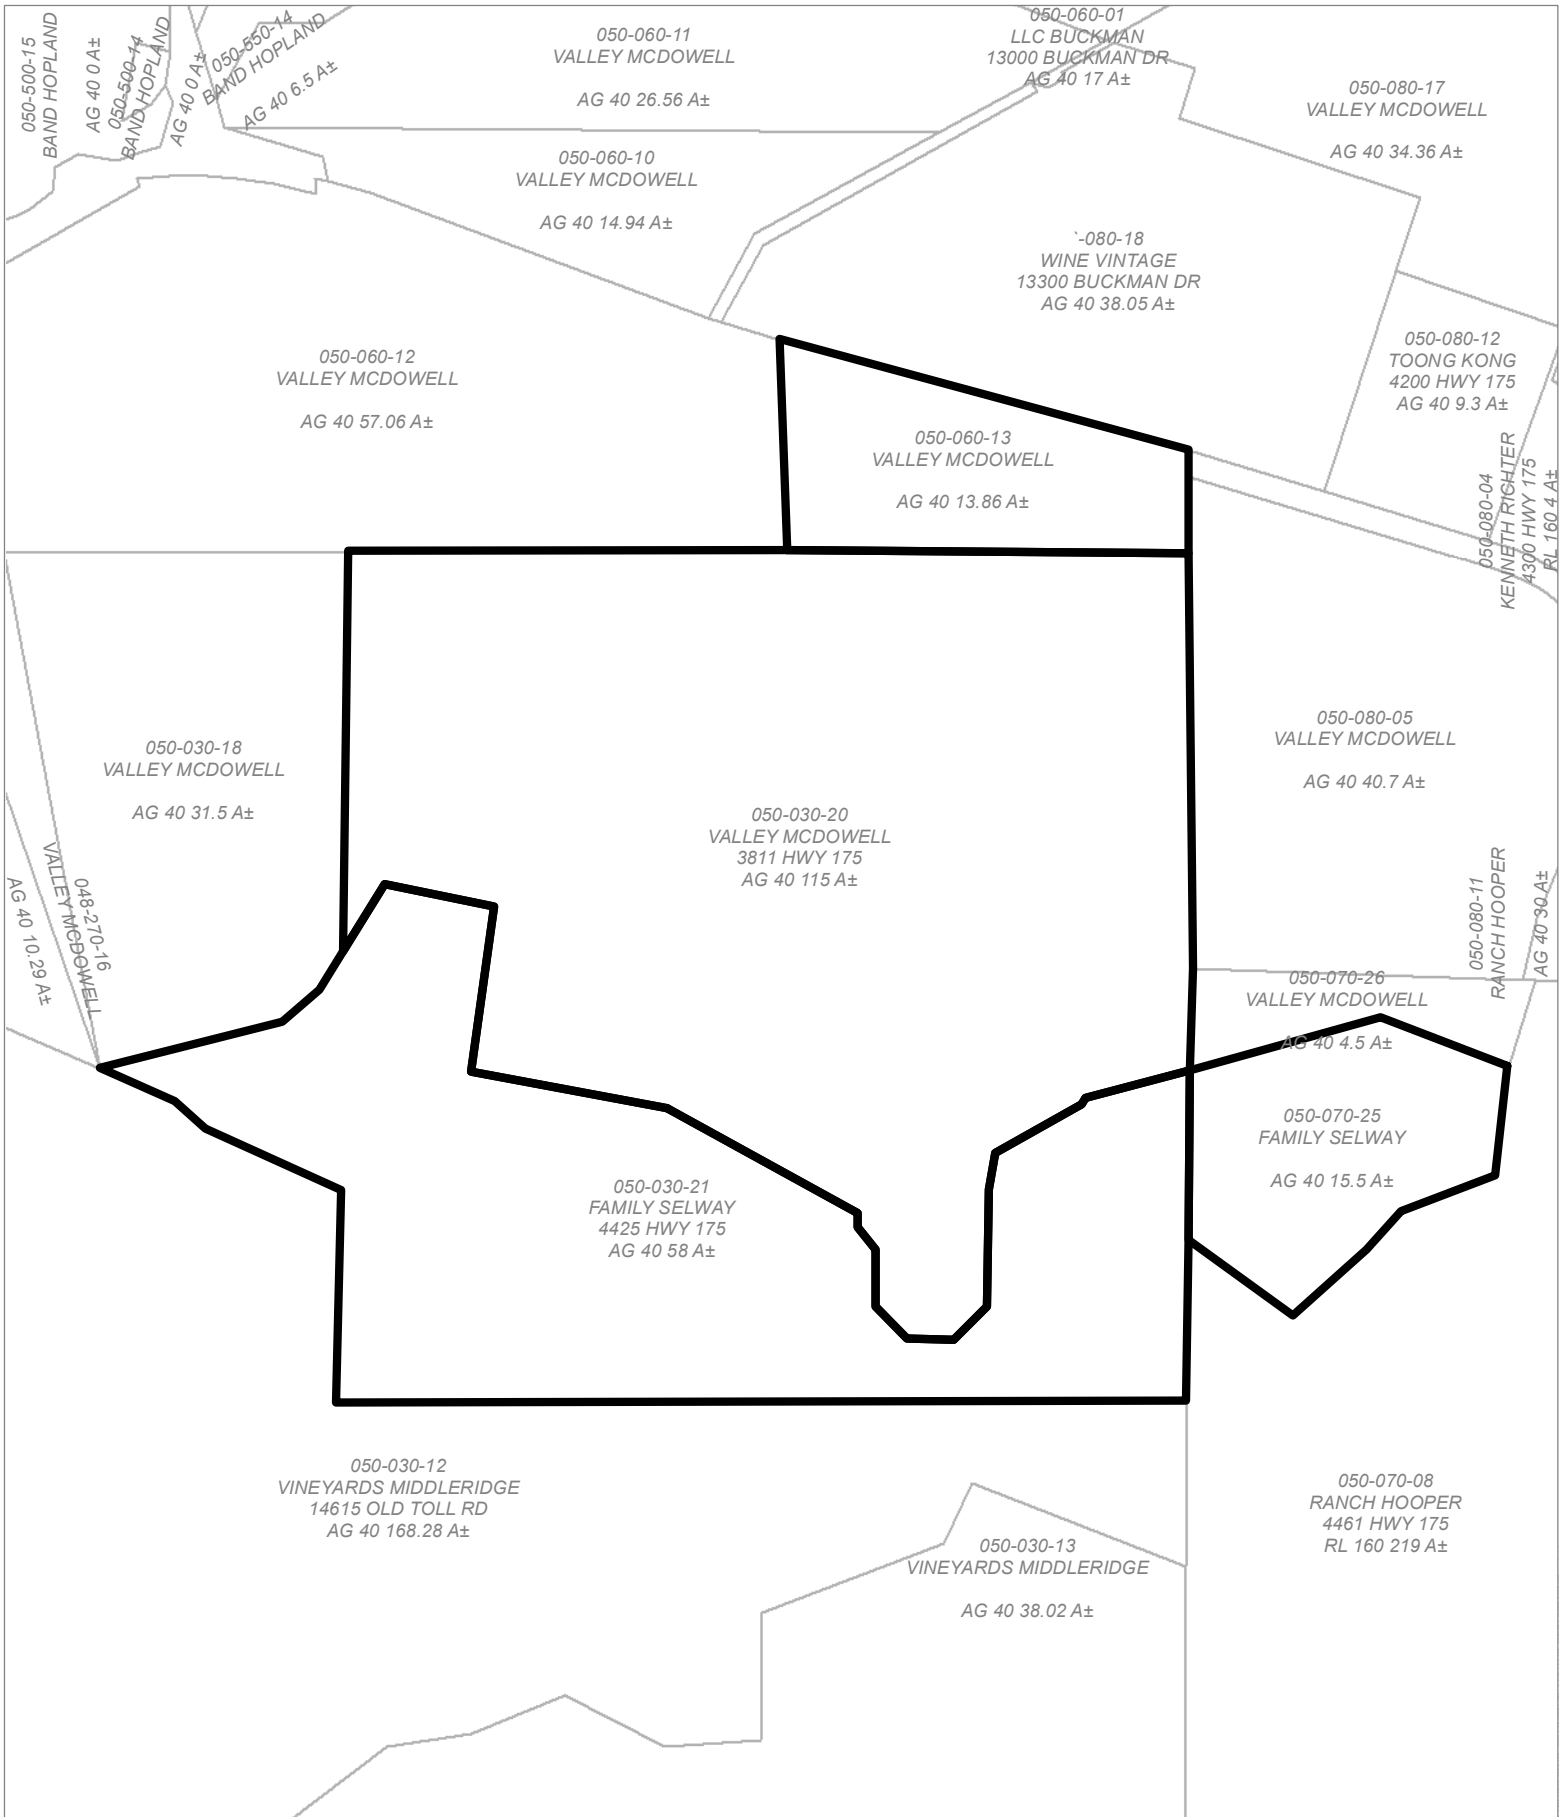 050-500-15
BAND HOPLAND
AG 40 0 A±
050-500-14
BAND HOPLAND
AG 40 0 A±
050-550-14
BAND HOPLAND
AG 40 6.5 A±
050-060-11
VALLEY MCDOWELL
AG 40 26.56 A±
050-060-01
LLC BUCKMAN
13000 BUCKMAN DR
AG 40 17 A±
050-080-17
VALLEY MCDOWELL
AG 40 34.36 A±
050-060-10
VALLEY MCDOWELL
AG 40 14.94 A±
`-080-18
WINE VINTAGE
13300 BUCKMAN DR
AG 40 38.05 A±
050-060-12
VALLEY MCDOWELL
AG 40 57.06 A±
050-080-12
TOONG KONG
4200 HWY 175
AG 40 9.3 A±
050-060-13
VALLEY MCDOWELL
AG 40 13.86 A±
050-080-04
KENNETH RICHTER
4300 HWY 175
RL 160 4 A±
050-030-18
VALLEY MCDOWELL
AG 40 31.5 A±
050-080-05
VALLEY MCDOWELL
AG 40 40.7 A±
050-030-20
VALLEY MCDOWELL
3811 HWY 175
AG 40 115 A±
048-270-16
VALLEY MCDOWELL
AG 40 10.29 A±
050-080-11
RANCH HOOPER
AG 40 30 A±
050-070-26
VALLEY MCDOWELL
AG 40 4.5 A±
050-070-25
FAMILY SELWAY
AG 40 15.5 A±
050-030-21
FAMILY SELWAY
4425 HWY 175
AG 40 58 A±
050-030-12
VINEYARDS MIDDLERIDGE
14615 OLD TOLL RD
AG 40 168.28 A±
050-070-08
RANCH HOOPER
4461 HWY 175
RL 160 219 A±
050-030-13
VINEYARDS MIDDLERIDGE
AG 40 38.02 A±